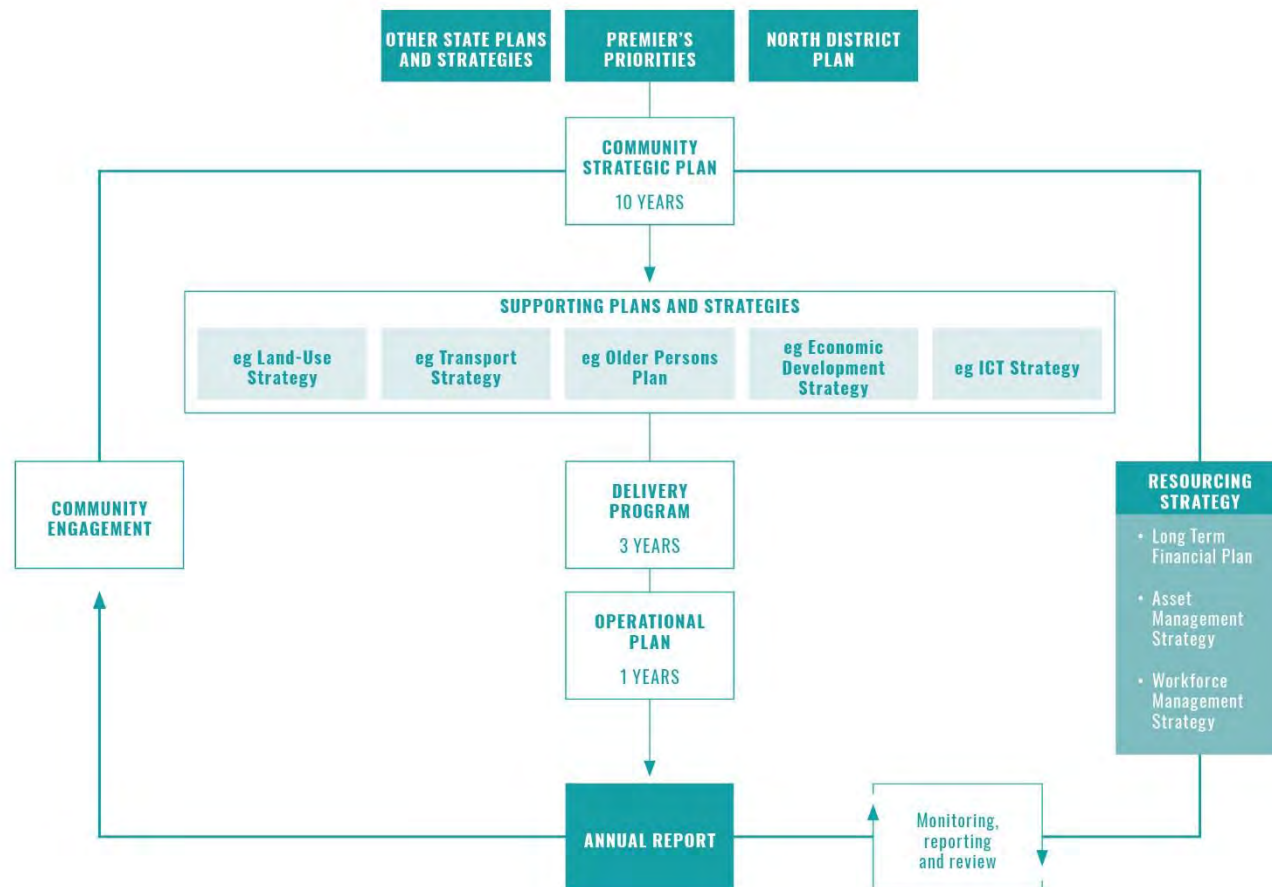 OTHER STATE PLANS
AND STRATEGIES
PREMIER'S
PRIORITIES
NORTH DISTRICT
PLAN
COMMUNITY
STRATEGIC PLAN
10 YEARS
SUPPORTING PLANS AND STRATEGIES
eg Land-Use
Strategy
eg Transport
Strategy
eg Older Persons
Plan
eg Economic
Development
Strategy
eg ICT Strategy
COMMUNITY
ENGAGEMENT
DELIVERY
PROGRAM
3 YEARS
OPERATIONAL
PLAN
1 YEARS
RESOURCING
STRATEGY
• Long Term
Financial Plan
• Asset
Management
Strategy
• Workforce
Management
Strategy
ANNUAL REPORT
Monitoring,
reporting
and review